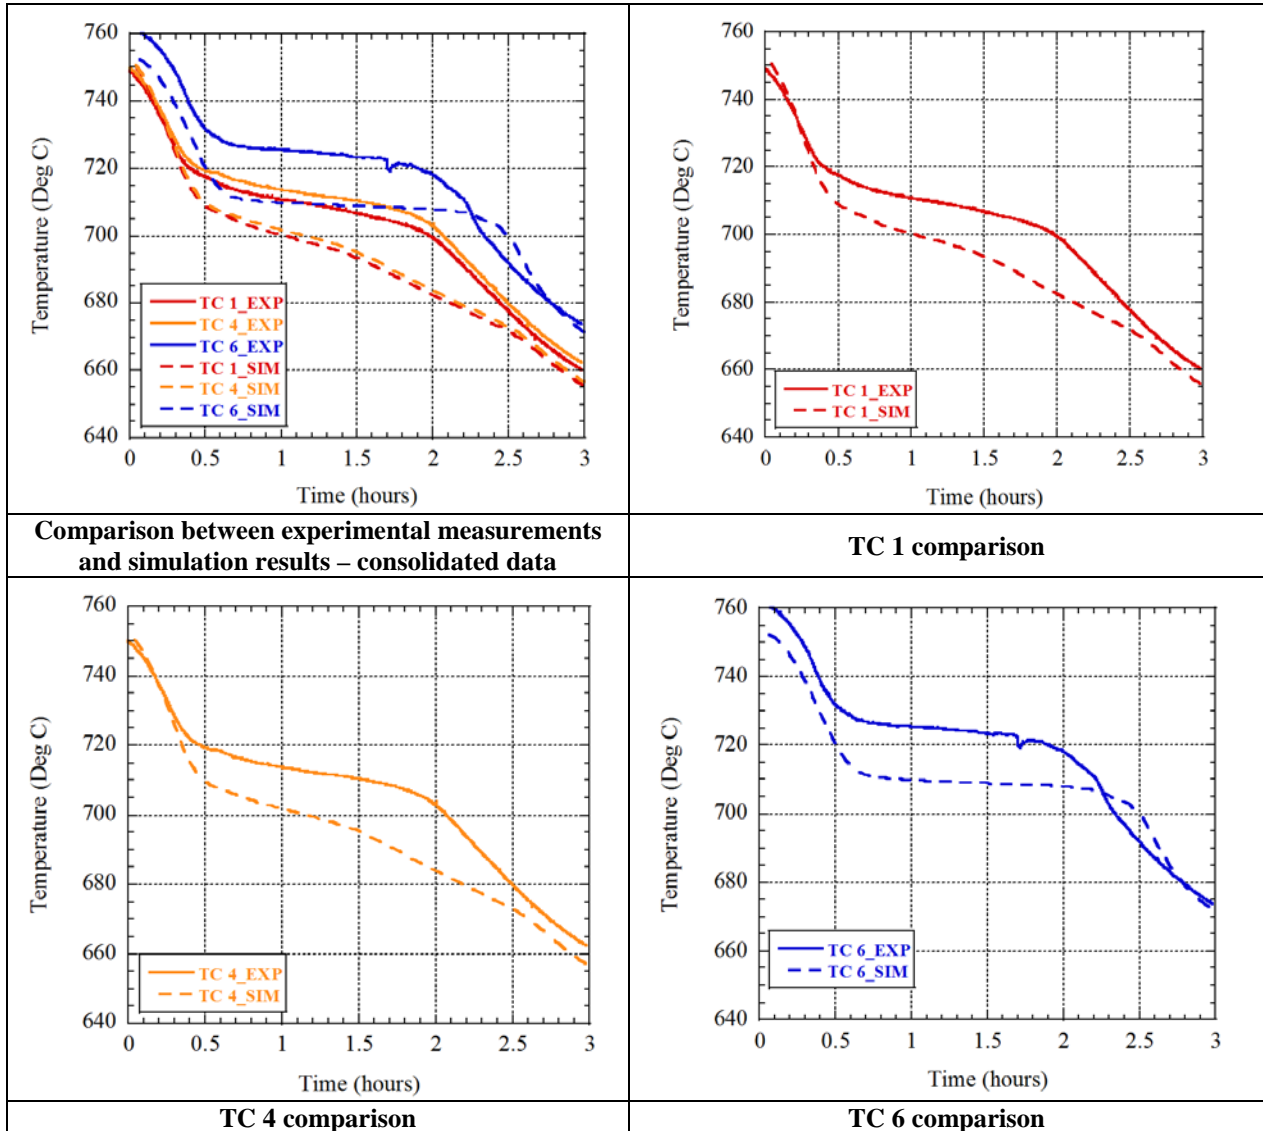 760
740
720
700
680
660
640
Temperature (Deg C)
TC 1_EXP
TC 4_EXP
TC 6_EXP
TC 1_SIM
TC 4_SIM
TC 6_SIM
0 0.5 1 1.5 2 2.5 3
Time (hours)
Comparison between experimental measurements
and simulation results – consolidated data
760
740
720
700
680
660
640
Temperature (Deg C)
TC 1_EXP
TC 1_SIM
0 0.5 1 1.5 2 2.5 3
Time (hours)
TC 1 comparison
760
740
720
700
680
660
640
Temperature (Deg C)
TC 4_EXP
TC 4_SIM
0 0.5 1 1.5 2 2.5 3
Time (hours)
TC 4 comparison
760
740
720
700
680
660
640
Temperature (Deg C)
TC 6_EXP
TC 6_SIM
0 0.5 1 1.5 2 2.5 3
Time (hours)
TC 6 comparison